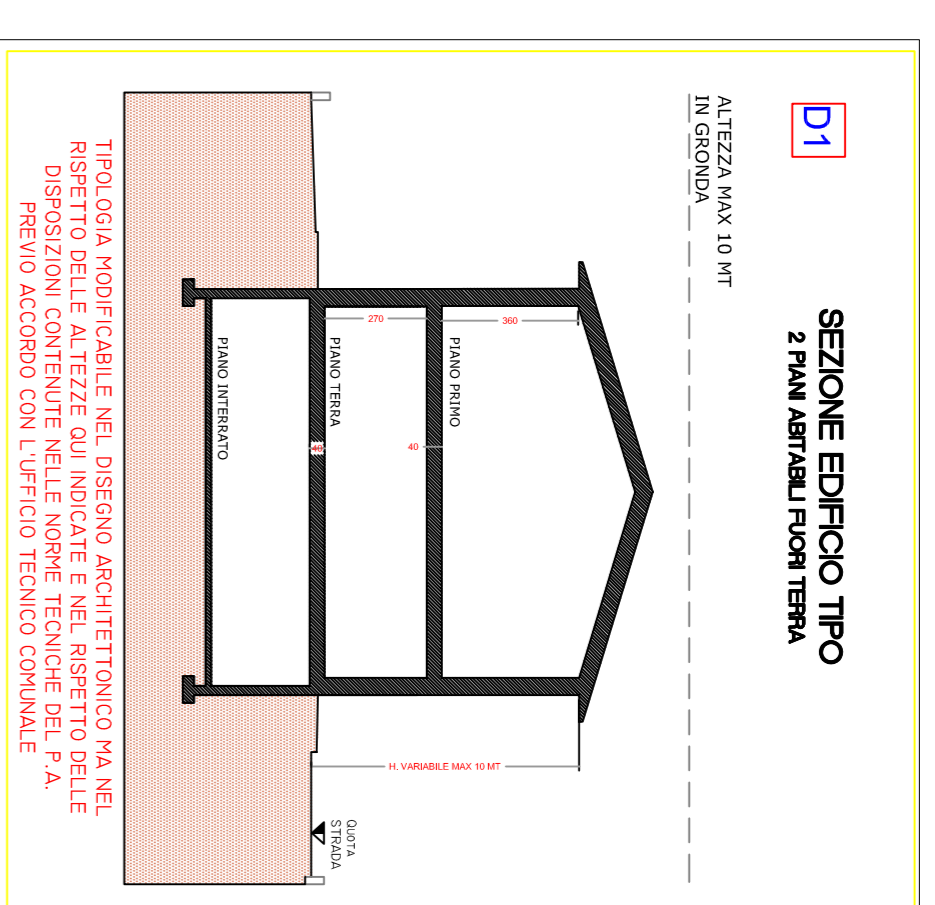 D1
SEZIONE EDIFICIO TIPO
2 PIANI ABITABILI FUORI TERRA
ALTEZZA MAX 10 MT
IN GRONDA
360
PIANO PRIMO
40
270
H. VARIABILE MAX 10 MT
PIANO TERRA
40
QUOTA
STRADA
PIANO INTERRATO
TIPOLOGIA MODIFICABILE NEL DISEGNO ARCHITETTONICO MA NEL
RISPETTO DELLE ALTEZZE QUI INDICATE E NEL RISPETTO DELLE
DISPOSIZIONI CONTENUTE NELLE NORME TECNICHE DEL P.A.
PREVIO ACCORDO CON L'UFFICIO TECNICO COMUNALE